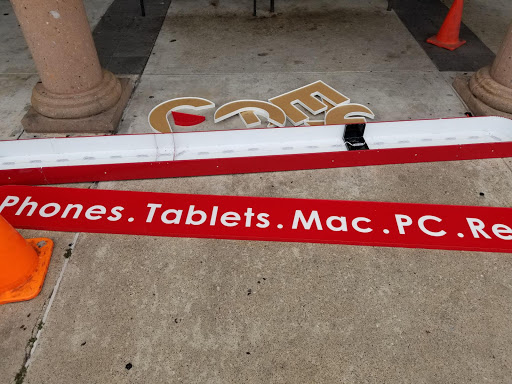 Phones. Tablets. Mac. PC. Re